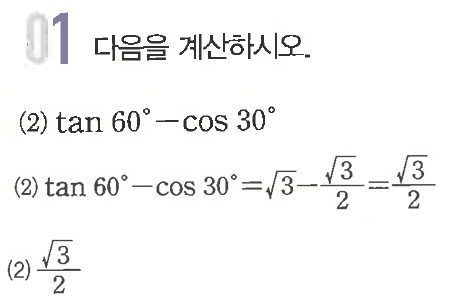 01 다음을 계산하시오.
(2) tan 60°−cos 30°
(2) tan 60°−cos 30°=√3−√3/2=√3/2
(2) √3/2